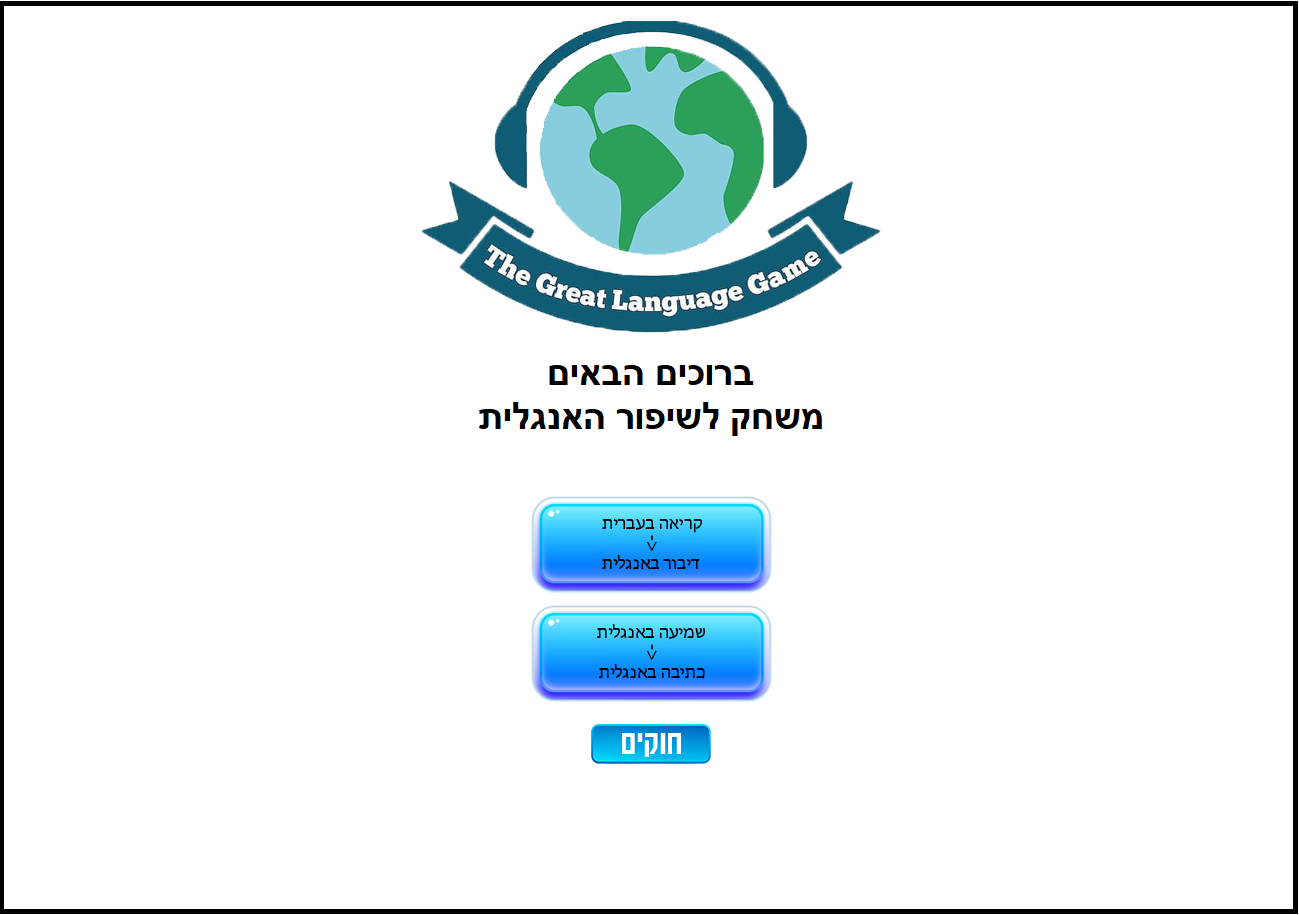 The Great Language Game
ברוכים הבאים
משחק לשיפור האנגלית
קריאה בעברית
דיבור באנגלית
שמיעה באנגלית
כתיבה באנגלית
חוקים